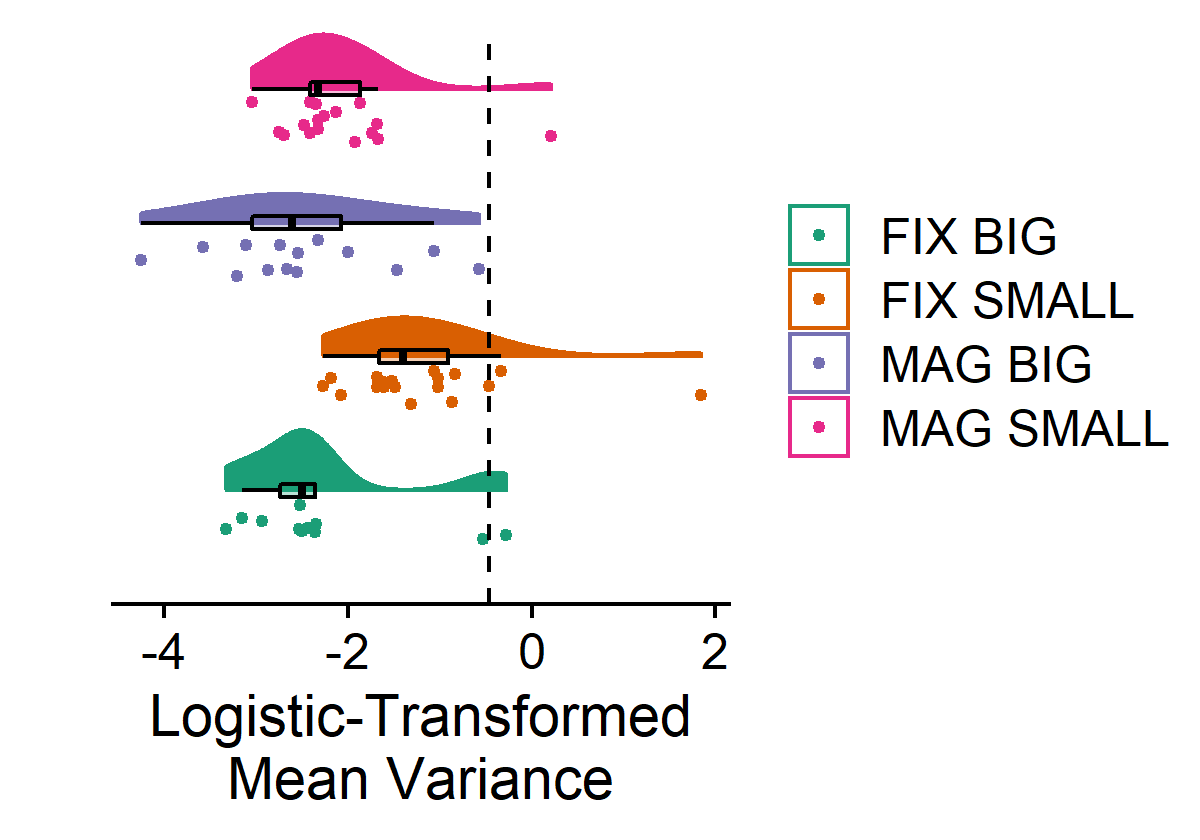 FIX BIG
FIX SMALL
MAG BIG
MAG SMALL
-4 -2 0 2
Logistic-Transformed
Mean Variance